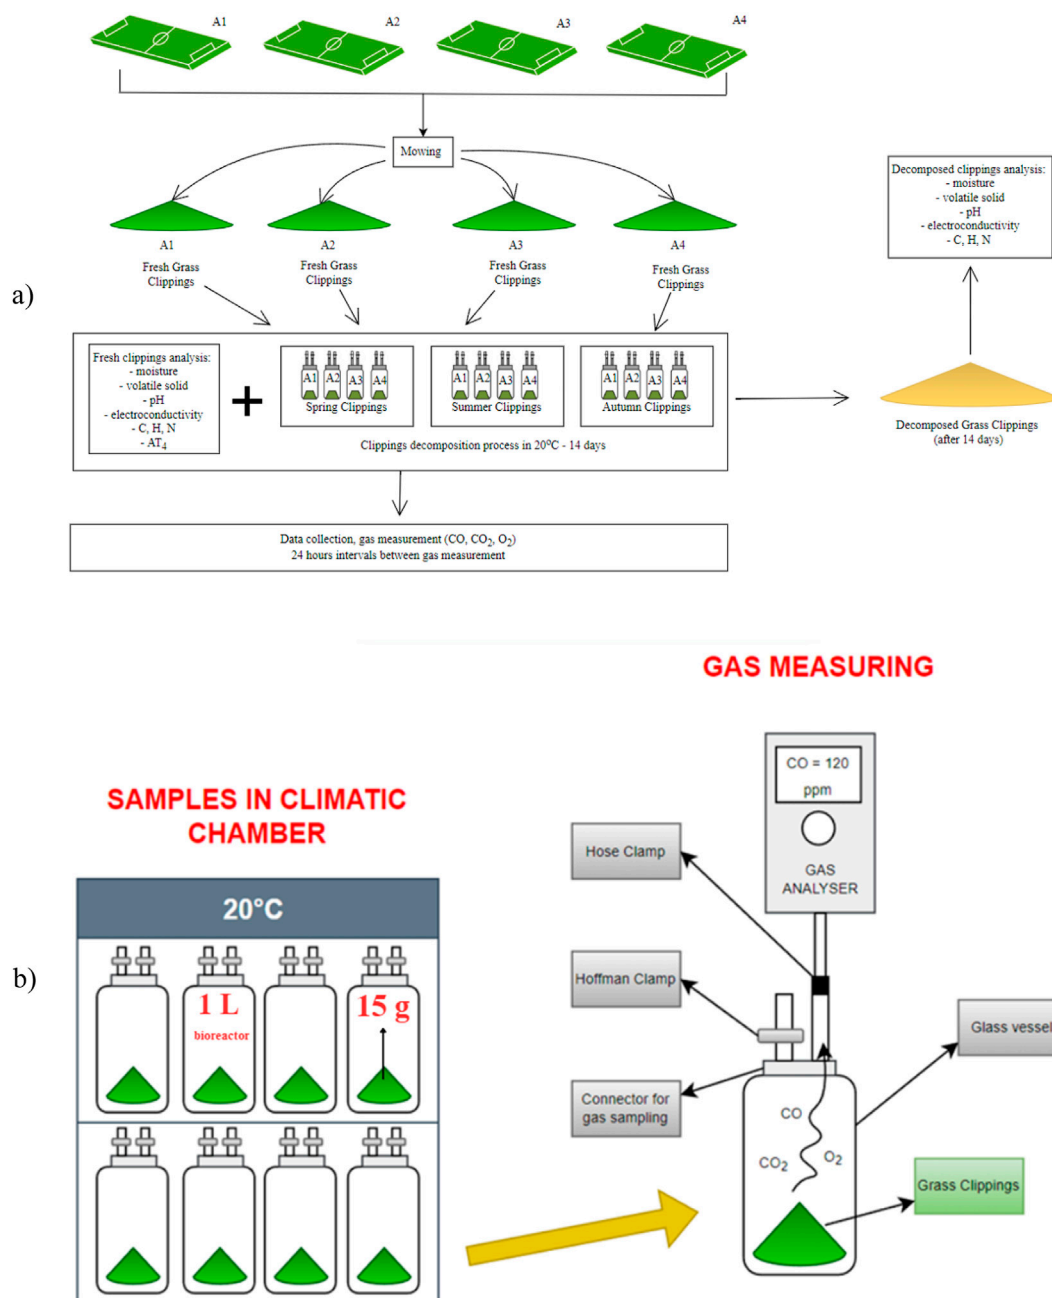 A1
A2
A3
A4
Mowing
A1
Fresh Grass
Clippings
A2
Fresh Grass
Clippings
A3
Fresh Grass
Clippings
A4
Fresh Grass
Clippings
Decomposed clippings analysis:
- moisture
- volatile solid
- pH
- electroconductivity
- C, H, N
a)
Fresh clippings analysis:
- moisture
- volatile solid
- pH
- electroconductivity
- C, H, N
- AT4
+
A1 A2 A3 A4
Spring Clippings
A1 A2 A3 A4
Summer Clippings
A1 A2 A3 A4
Autumn Clippings
Clippings decomposition process in 20⁰C - 14 days
Decomposed Grass Clippings
(after 14 days)
Data collection, gas measurement (CO, CO2, O2)
24 hours intervals between gas measurement
b)
SAMPLES IN CLIMATIC
CHAMBER
20°C
1 L
bioreactor
15 g
GAS MEASURING
CO = 120
ppm
GAS
ANALYSER
Hose Clamp
Hoffman Clamp
Connector for
gas sampling
Glass vessel
CO
CO2
O2
Grass Clippings